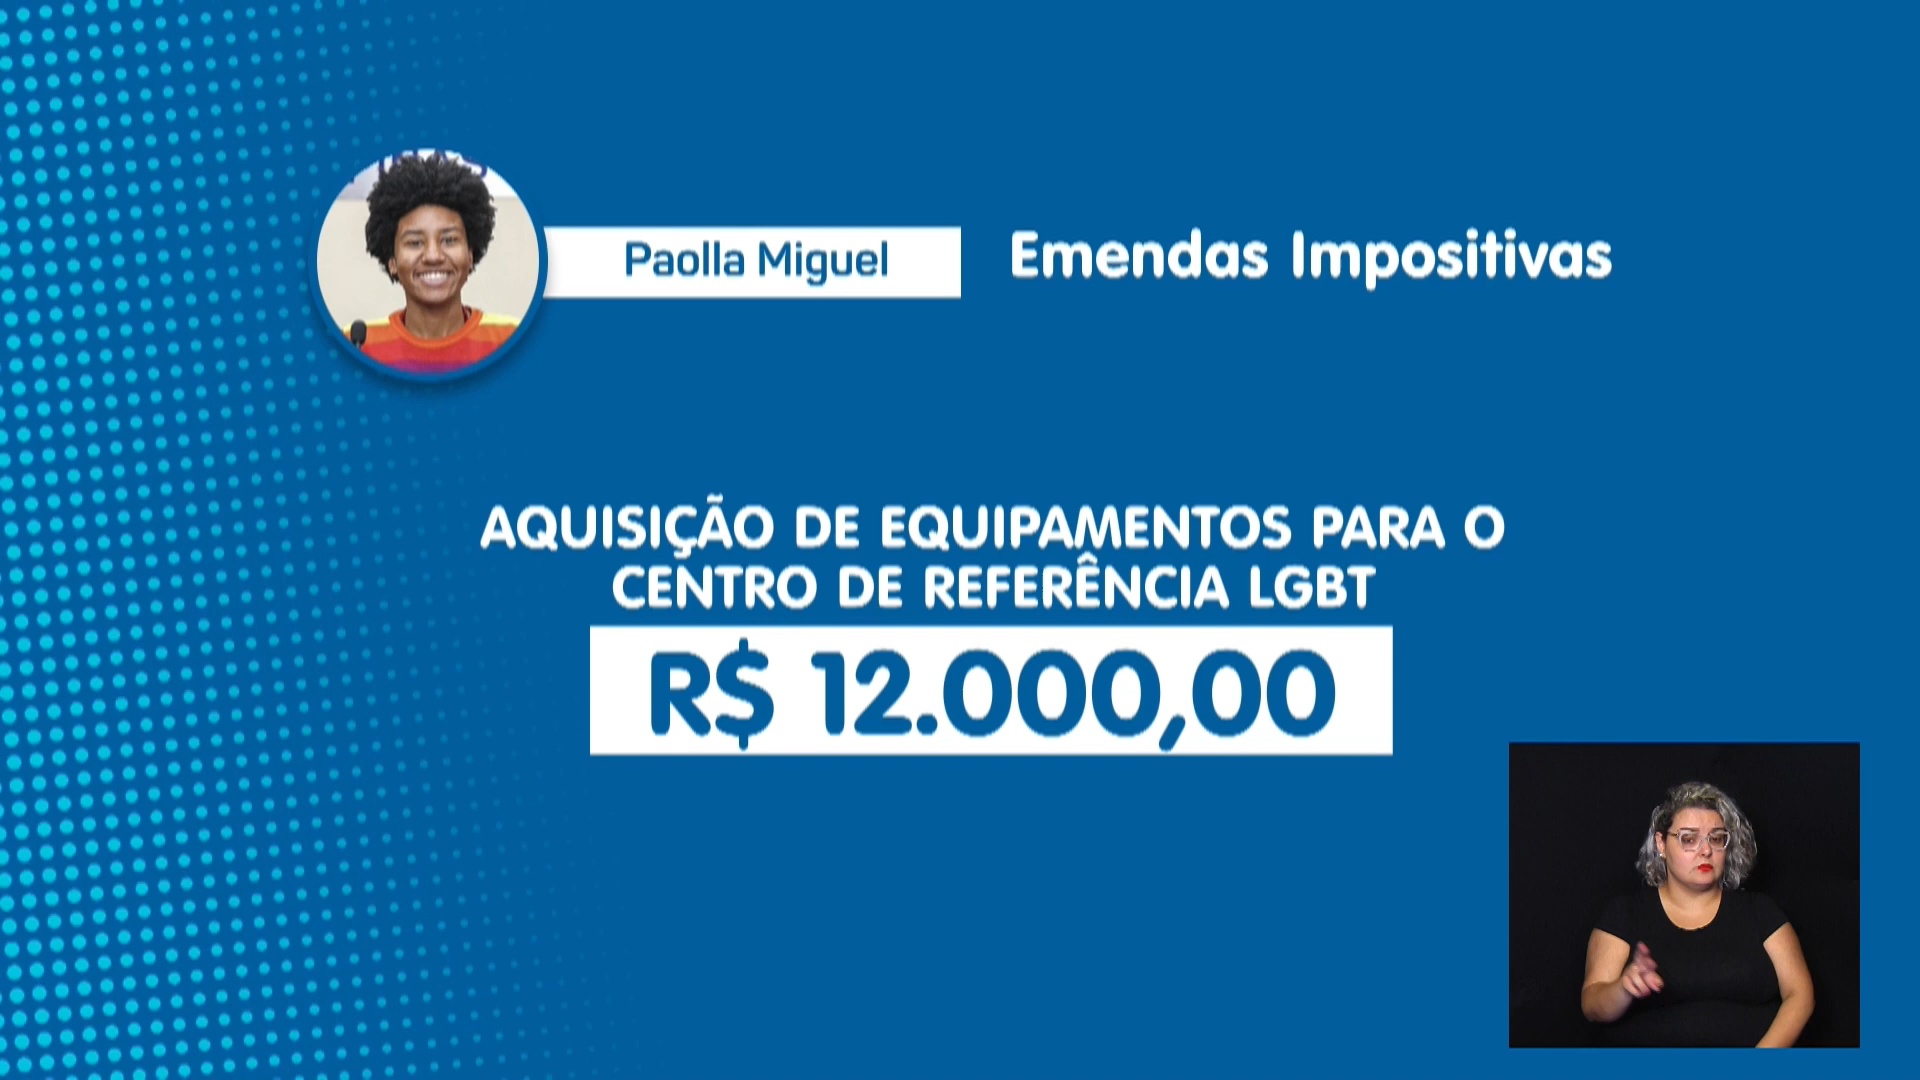 Paolla Miguel
Emendas Impositivas
AQUISIÇÃO DE EQUIPAMENTOS PARA O
CENTRO DE REFERÊNCIA LGBT
R$ 12.000,00